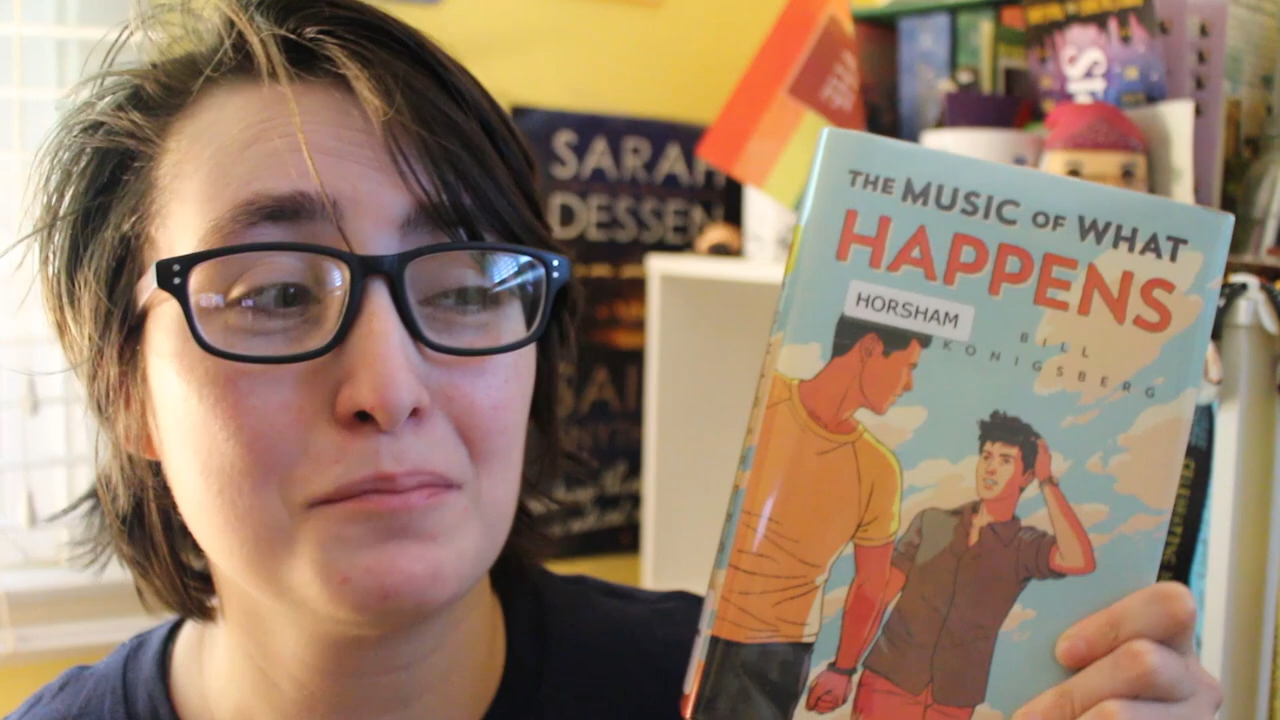 SARAH
DESSEN
THE MUSIC OF WHAT
HAPPENS
HORSHAM
BILL
KONIGSBERG